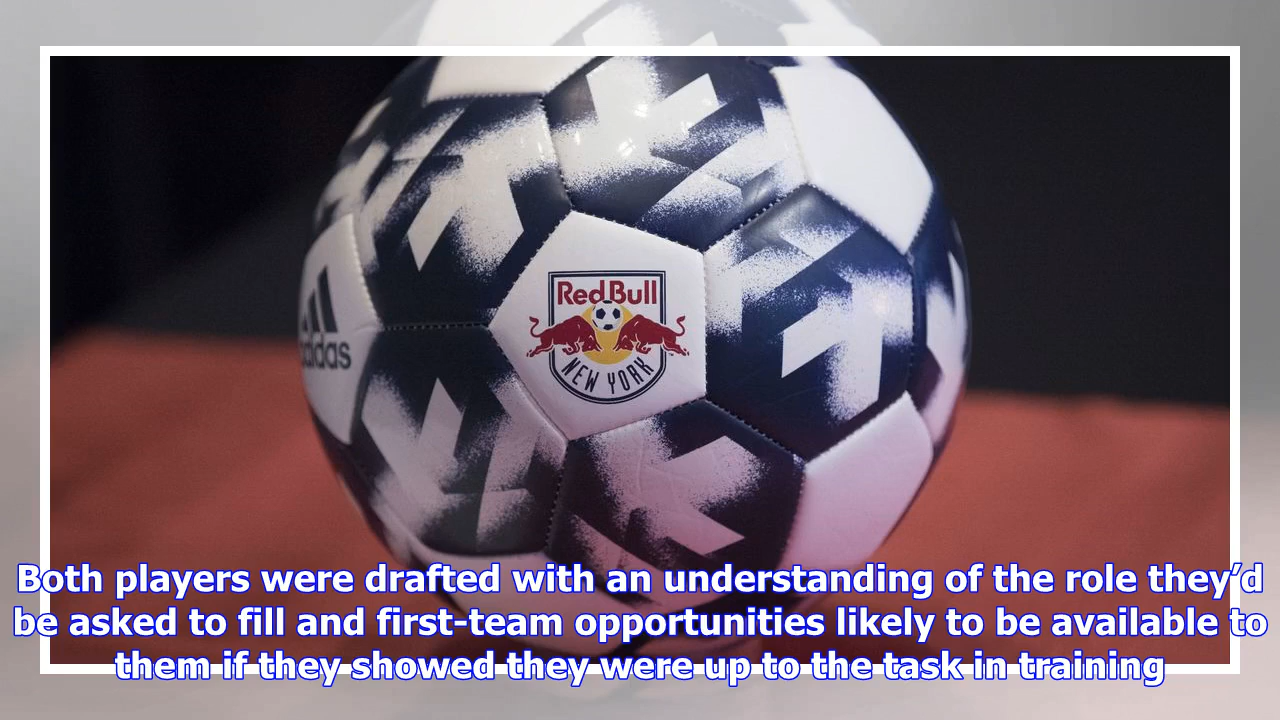 Red Bull
NEW YORK
adidas
Both players were drafted with an understanding of the role they’d
be asked to fill and first-team opportunities likely to be available to
them if they showed they were up to the task in training